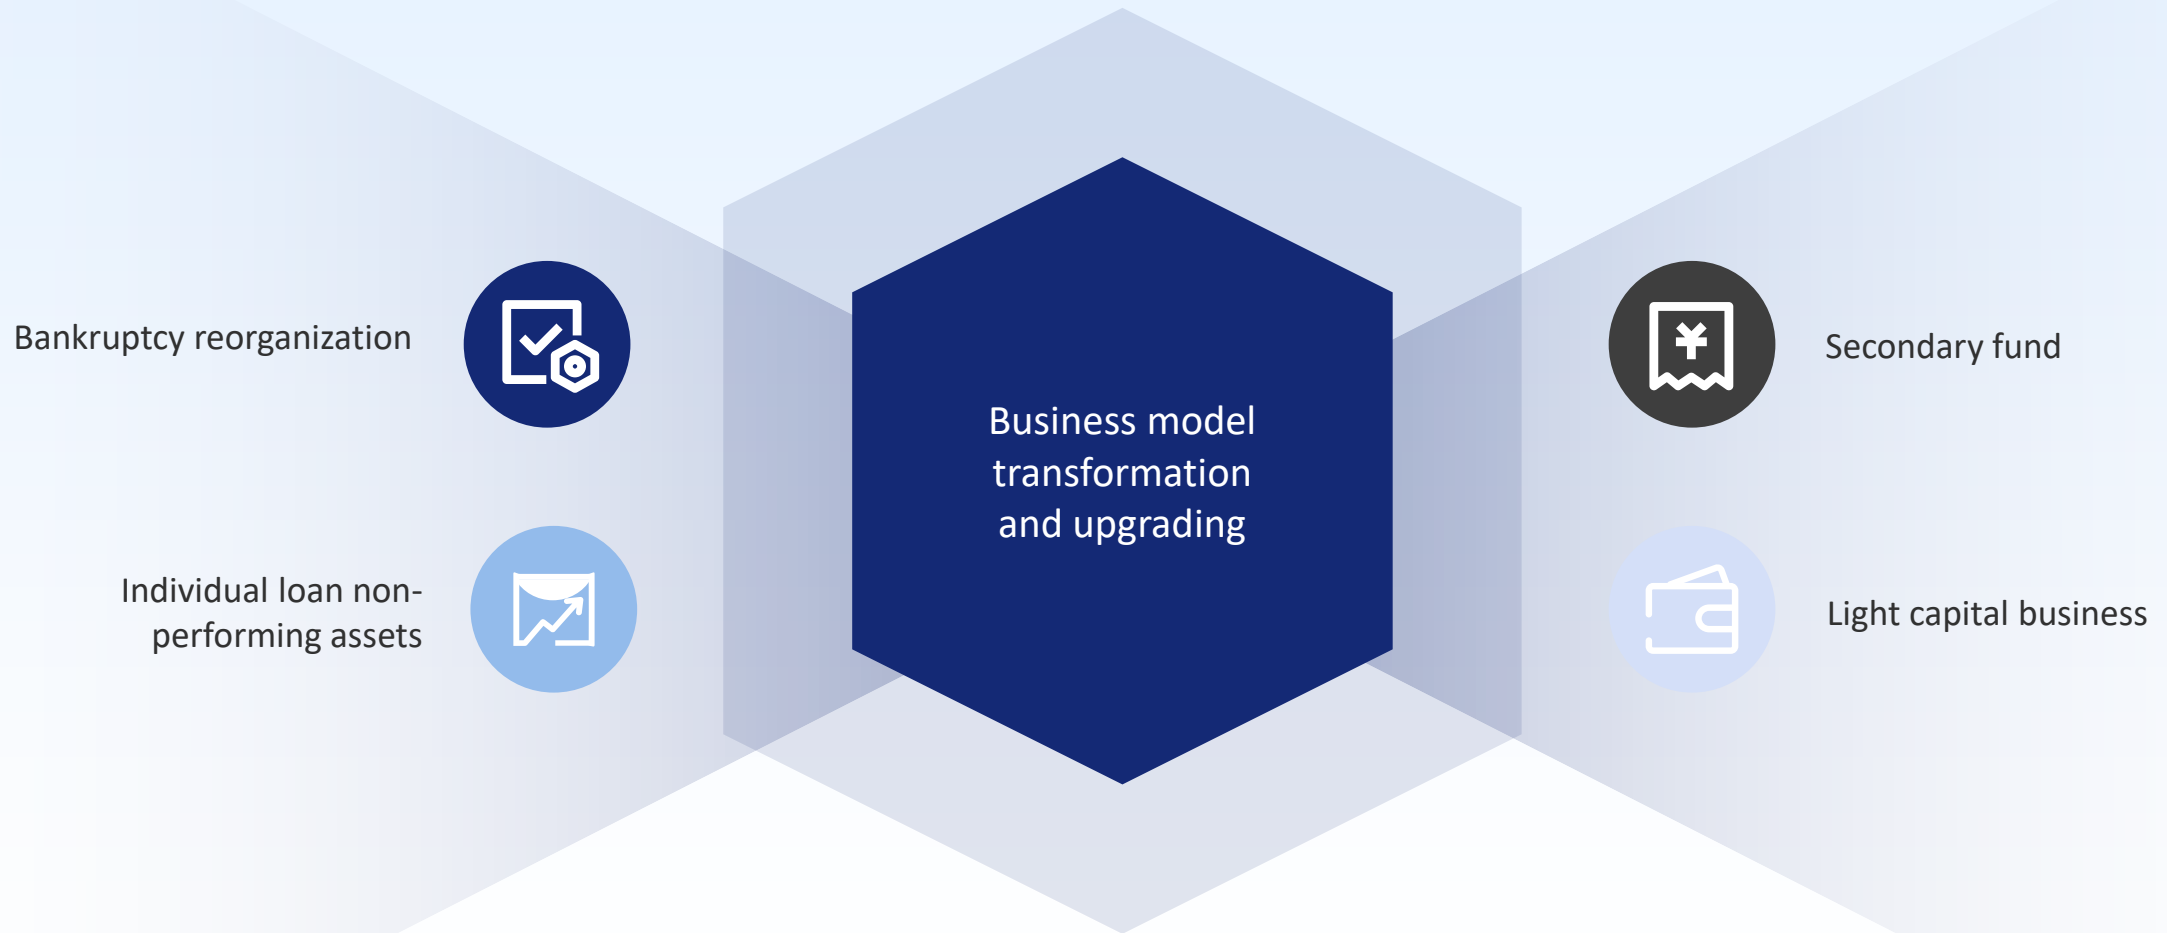 Bankruptcy reorganization
Individual loan non-
performing assets
Business model
transformation
and upgrading
¥
Secondary fund
Light capital business